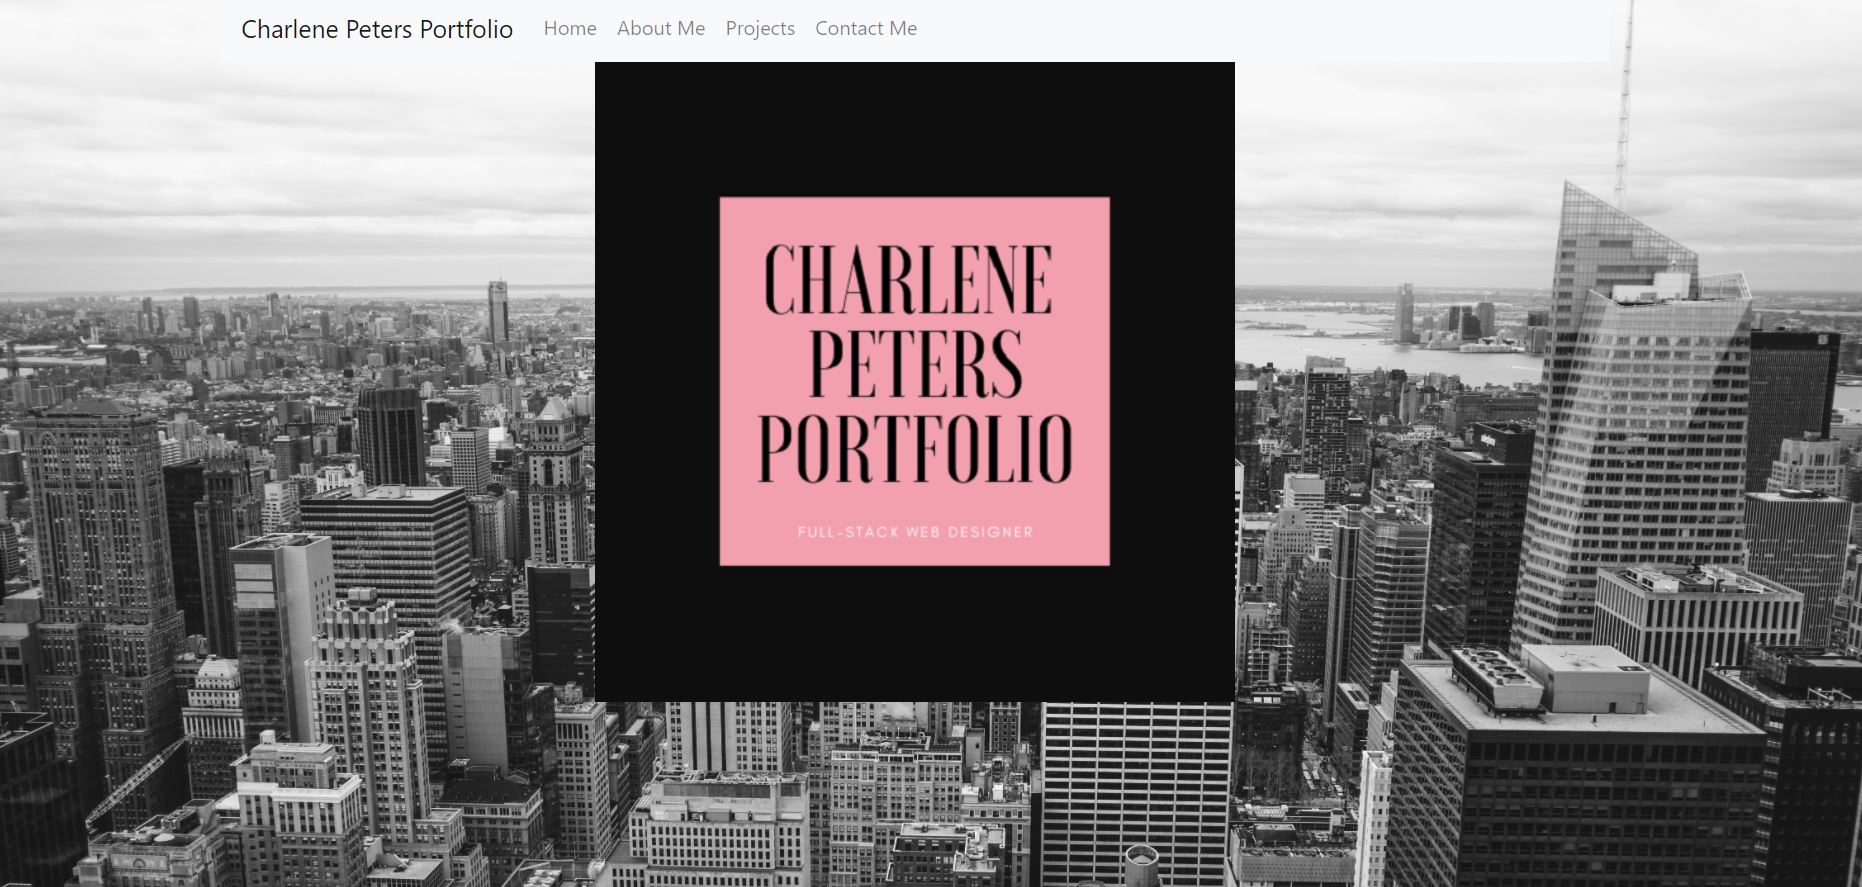 Charlene Peters Portfolio Home About Me Projects Contact Me
CHARLENE
PETERS
PORTFOLIO
FULL-STACK WEB DESIGNER